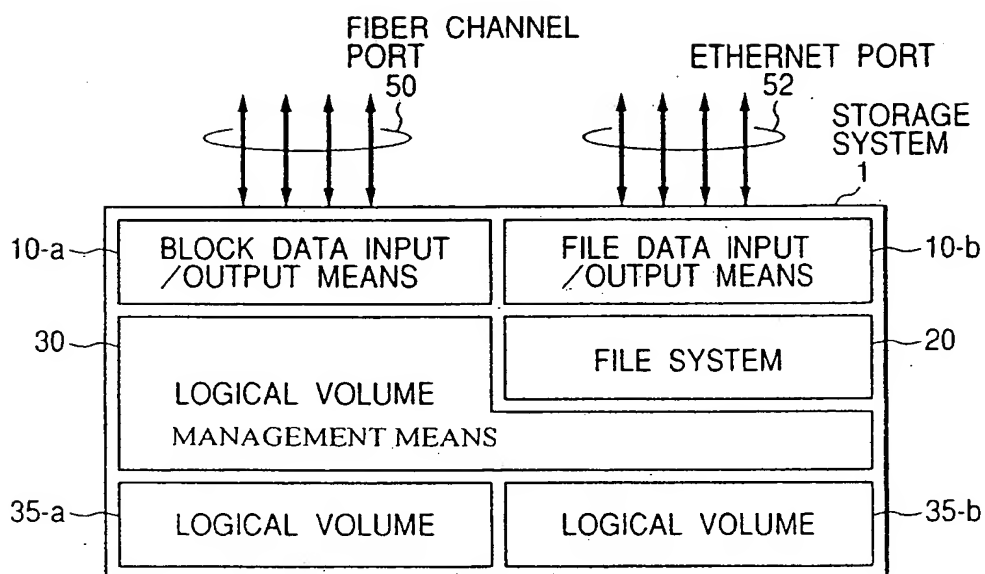 FIBER CHANNEL
PORT
50
ETHERNET PORT
52
STORAGE
SYSTEM
1
10-a
BLOCK DATA INPUT
/OUTPUT MEANS
FILE DATA INPUT
/OUTPUT MEANS
10-b
30
LOGICAL VOLUME
MANAGEMENT MEANS
FILE SYSTEM
20
35-a
LOGICAL VOLUME
LOGICAL VOLUME
35-b